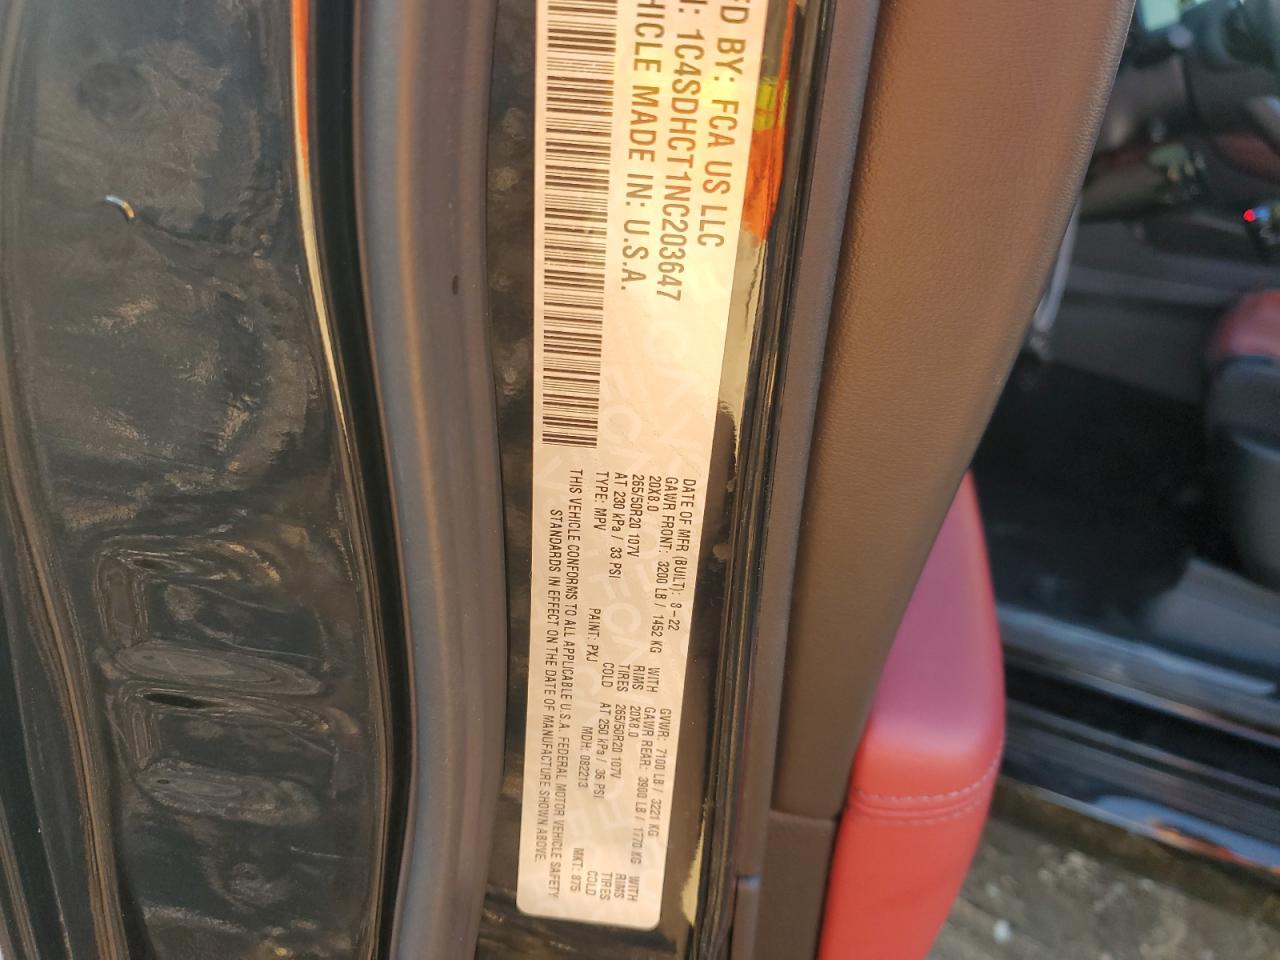 FD BY: FCA US LLC
N: 1C4SDHCT1NC203647
HICLE MADE IN: U.S.A.
DATE OF MFR (BUILT): 8-22 GVWR: 7100 LB / 3221 KG
GAWR FRONT: 3200 LB / 1452 KG WITH GAWR REAR: 3900 LB / 1770 KG WITH
20X8.0 RIMS 20X8.0 RIMS
265/50R20 107V TIRES 265/50R20 107V TIRES
AT 230 kPa / 33 PSI COLD AT 250 kPa / 36 PSI COLD
TYPE: MPV PAINT: PXJ MDH: 082213 MKT: 875
THIS VEHICLE CONFORMS TO ALL APPLICABLE U.S.A. FEDERAL MOTOR VEHICLE SAFETY
STANDARDS IN EFFECT ON THE DATE OF MANUFACTURE SHOWN ABOVE.